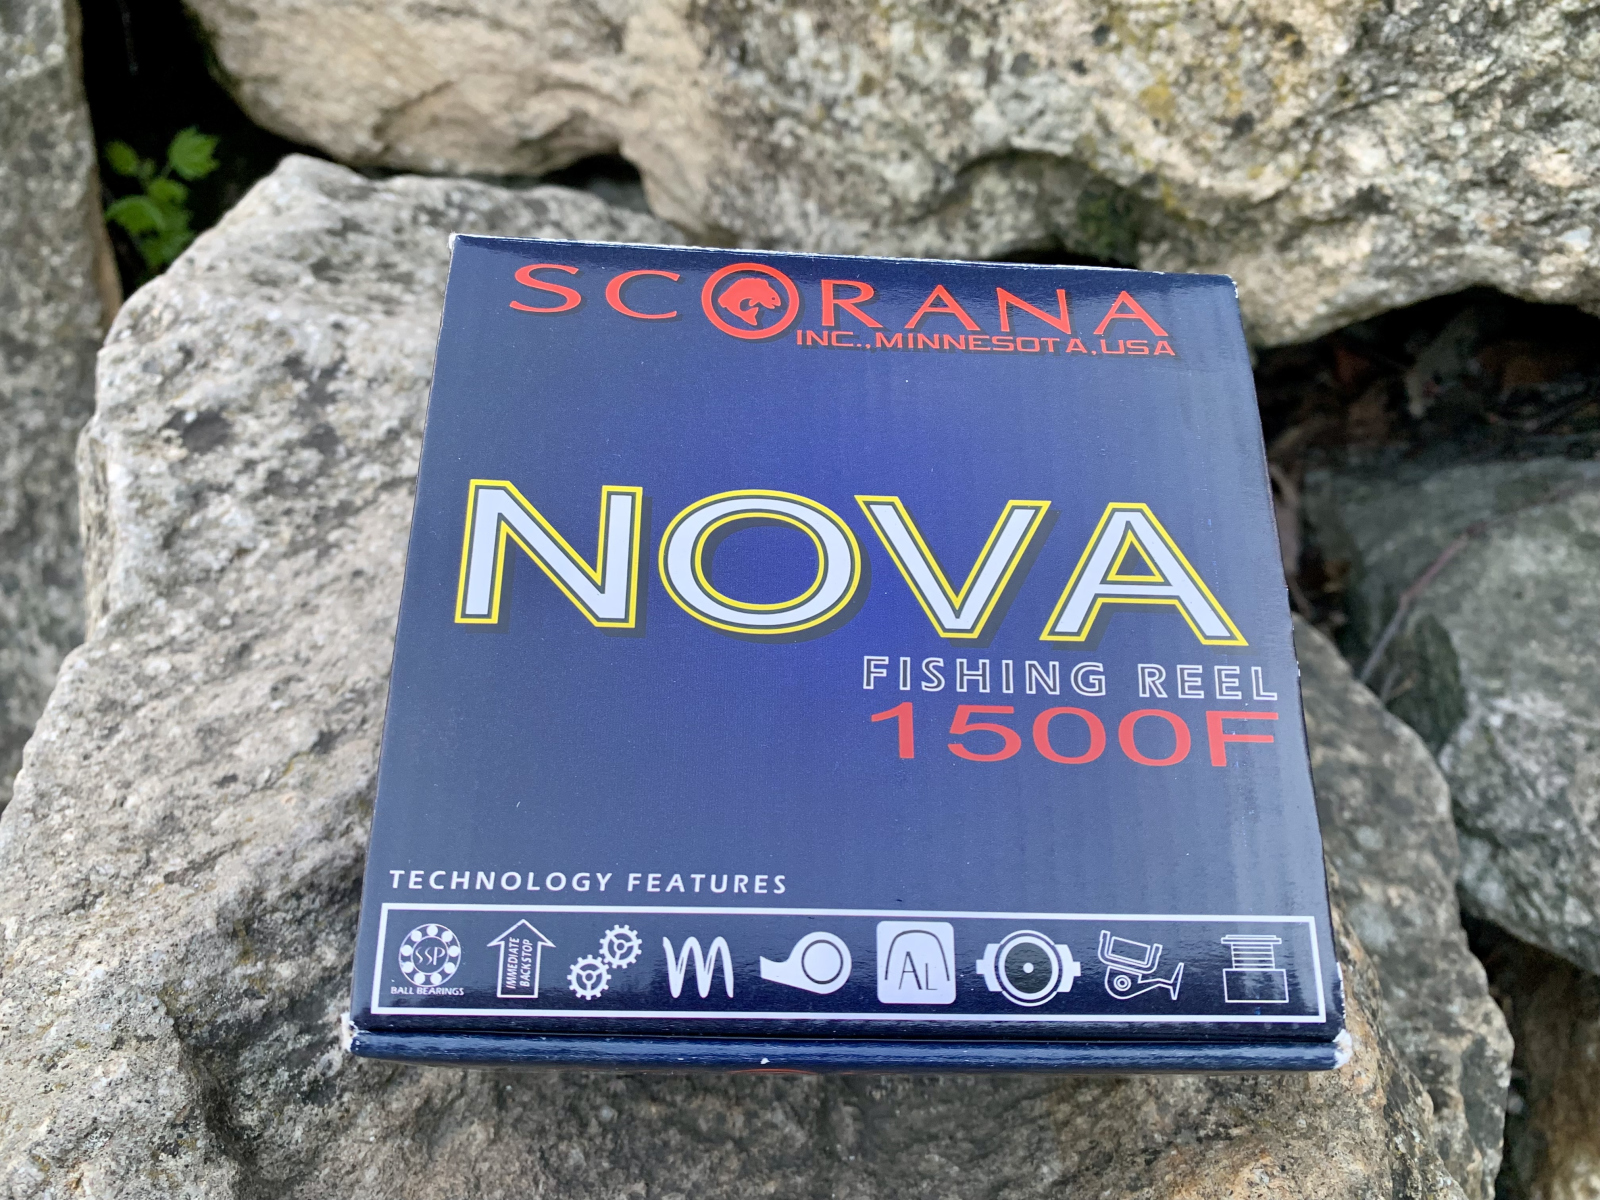 SCORANA
INC.,MINNESOTA,USA
NOVA
FISHING REEL
1500F
TECHNOLOGY FEATURES
SSP
BALL BEARINGS
IMMEDIATE
BACKSTOP
AL